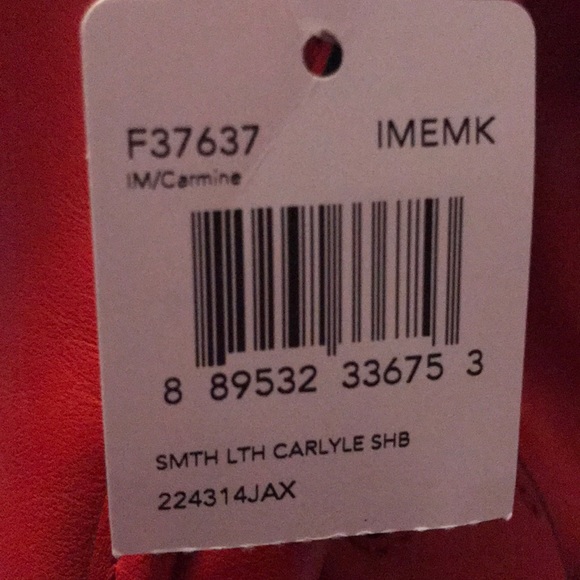 F37637 IMEMK
IM/Carmine
8 89532 33675 3
SMTH LTH CARLYLE SHB
224314JAX